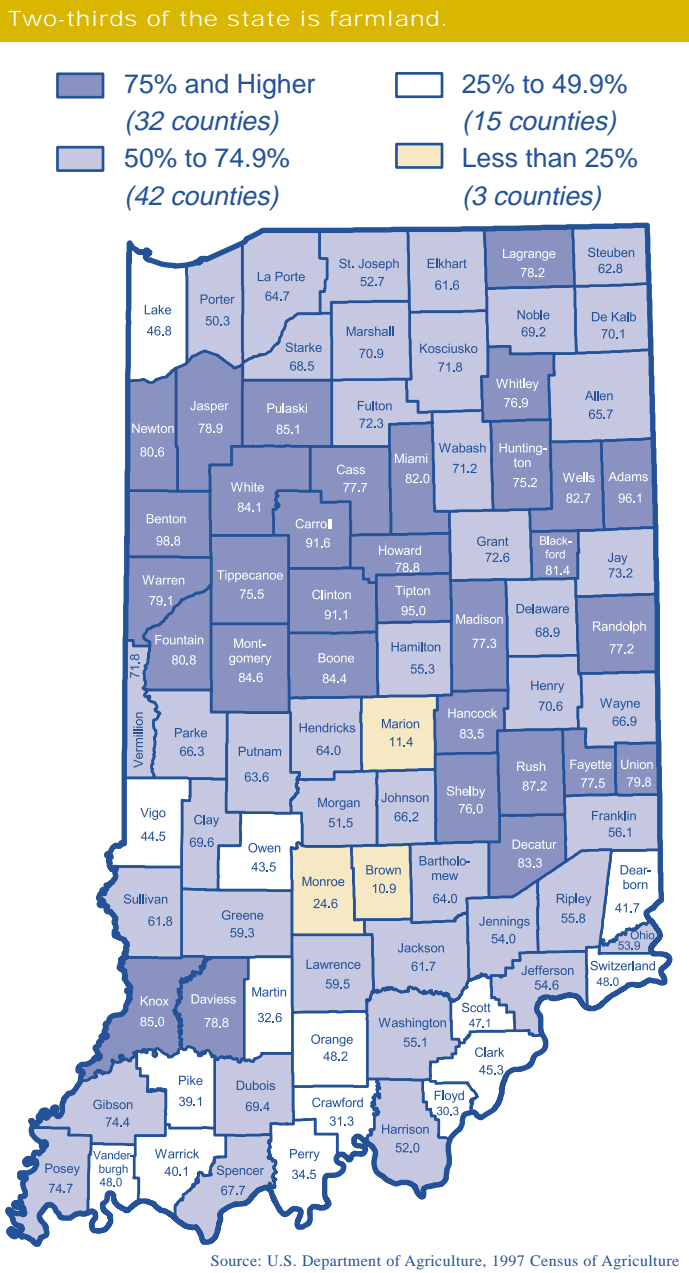 Two-thirds of the state is farmland.
75% and Higher
(32 counties)
50% to 74.9%
(42 counties)
25% to 49.9%
(15 counties)
Less than 25%
(3 counties)
Lake
46.8
Porter
50.3
La Porte
64.7
St. Joseph
52.7
Elkhart
61.6
Lagrange
78.2
Steuben
62.8
Starke
68.5
Marshall
70.9
Kosciusko
71.8
Noble
69.2
De Kalb
70.1
Newton
80.6
Jasper
78.9
Pulaski
85.1
Fulton
72.3
Whitley
76.9
Allen
65.7
White
84.1
Cass
77.7
Miami
82.0
Wabash
71.2
Hunting-
ton
75.2
Wells
82.7
Adams
96.1
Benton
98.8
Carroll
91.6
Howard
78.8
Grant
72.6
Black-
ford
81.4
Jay
73.2
Warren
79.1
Tippecanoe
75.5
Clinton
91.1
Tipton
95.0
Madison
77.3
Delaware
68.9
Randolph
77.2
Fountain
80.8
Mont-
gomery
84.6
Boone
84.4
Hamilton
55.3
Vermillion
71.8
Parke
66.3
Putnam
63.6
Hendricks
64.0
Marion
11.4
Hancock
83.5
Henry
70.6
Wayne
66.9
Vigo
44.5
Clay
69.6
Owen
43.5
Morgan
51.5
Johnson
66.2
Shelby
76.0
Rush
87.2
Fayette
77.5
Union
79.8
Franklin
56.1
Decatur
83.3
Sullivan
61.8
Greene
59.3
Monroe
24.6
Brown
10.9
Bartholo-
mew
64.0
Jennings
54.0
Ripley
55.8
Dear-
born
41.7
Ohio
53.9
Knox
85.0
Daviess
78.8
Martin
32.6
Lawrence
59.5
Jackson
61.7
Jefferson
54.6
Switzerland
48.0
Orange
48.2
Washington
55.1
Scott
47.1
Clark
45.3
Gibson
74.4
Pike
39.1
Dubois
69.4
Crawford
31.3
Floyd
30.3
Harrison
52.0
Posey
74.7
Vander-
burgh
48.0
Warrick
40.1
Spencer
67.7
Perry
34.5
Source: U.S. Department of Agriculture, 1997 Census of Agriculture